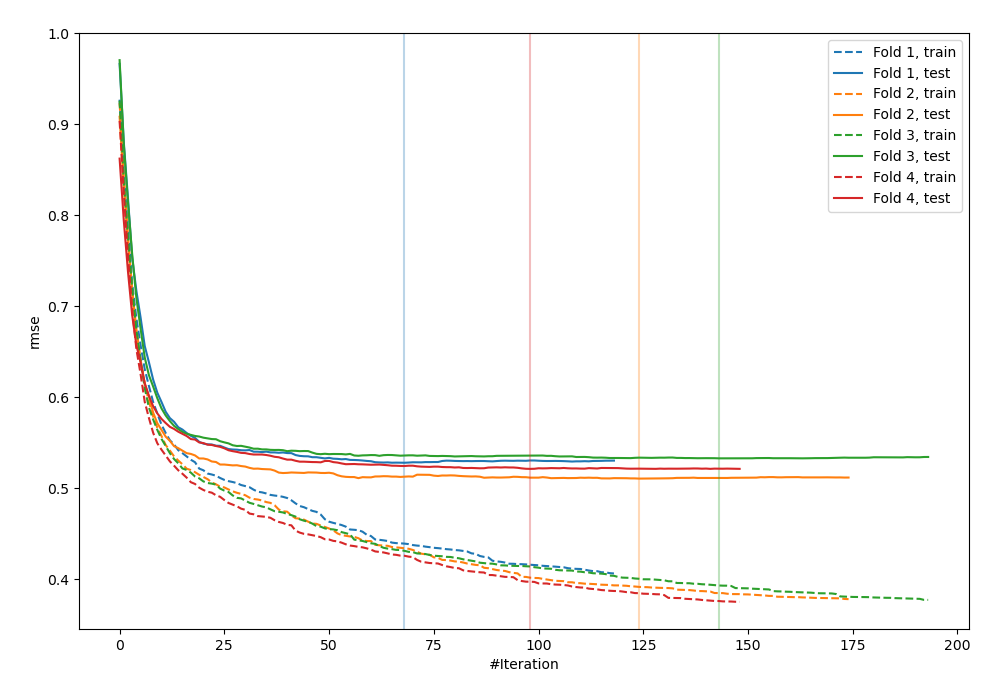 1.0
0.9
0.8
0.7
0.6
0.5
0.4
rmse
0 25 50 75 100 125 150 175 200
#Iteration
Fold 1, train
Fold 1, test
Fold 2, train
Fold 2, test
Fold 3, train
Fold 3, test
Fold 4, train
Fold 4, test